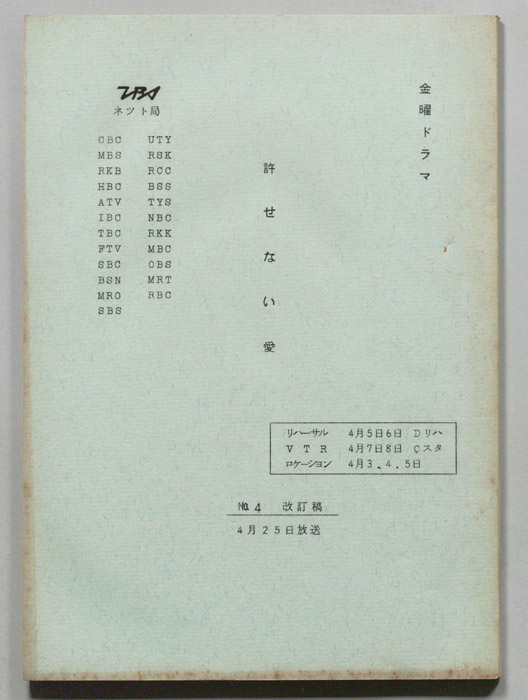 金曜ドラマ
TBS
ネット局
CBC UTY
MBS RSK
RKB RCC
HBC BSS
ATV TYS
IBC NBC
TBC RKK
FTV MBC
SBC OBS
BSN MRT
MRO RBC
SBS
許せない愛
リハーサル 4月5日6日 Dリハ
VTR 4月7日8日 Cスタ
ロケーション 4月3、4、5日
No.4 改訂稿
4月25日放送